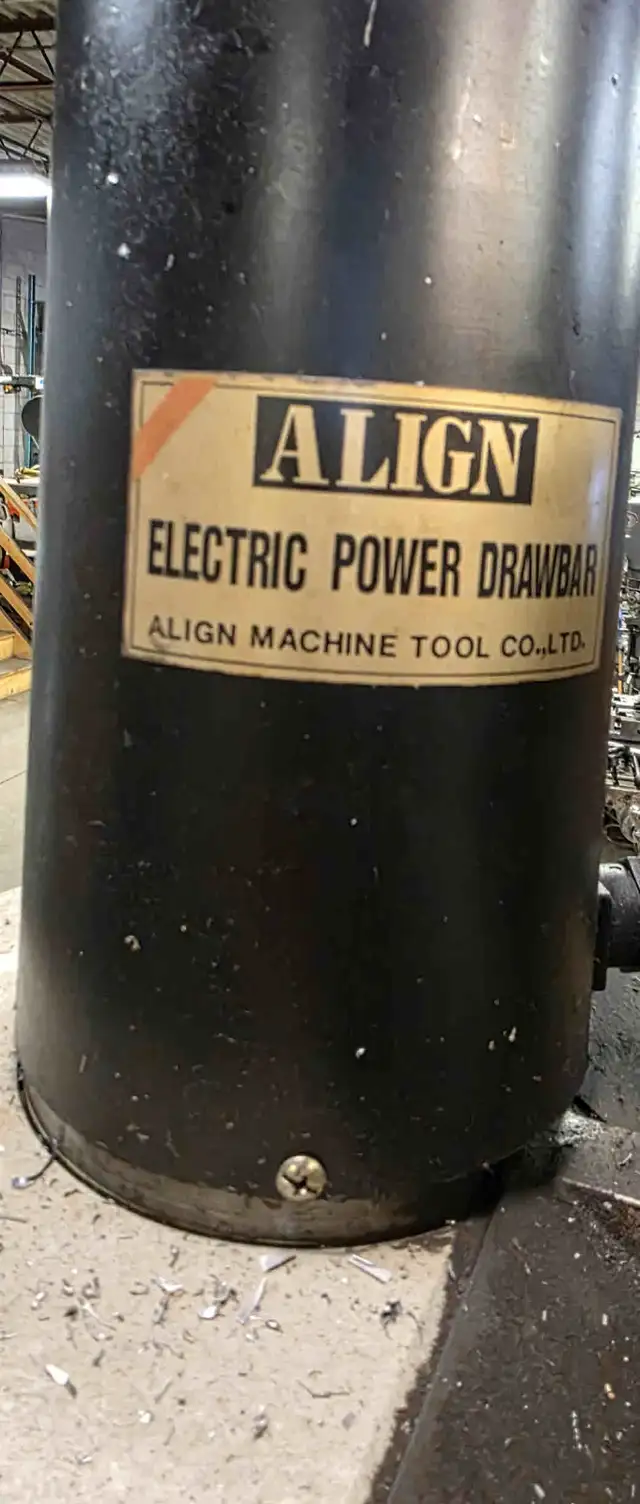 ALIGN
ELECTRIC POWER DRAWBAR
ALIGN MACHINE TOOL CO.,LTD.